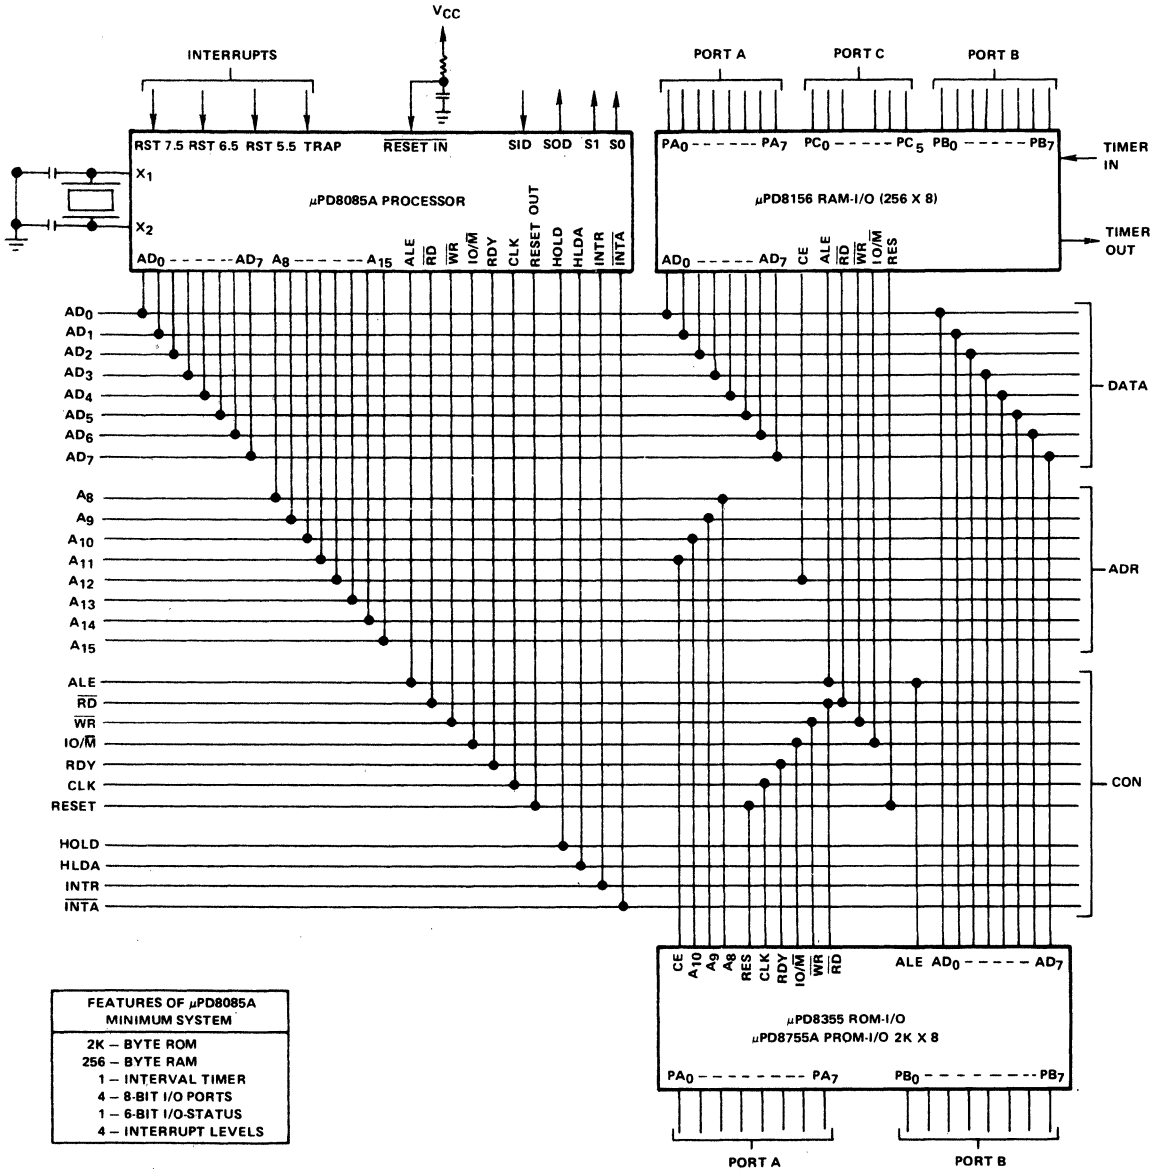 VCC
INTERRUPTS
PORT A PORT C PORT B
RST 7.5 RST 6.5 RST 5.5 TRAP RESET IN SID SOD S1 S0
X1
X2
μPD8085A PROCESSOR
AD0 AD7 A8 A15 ALE RD WR IO/M RDY CLK RESET OUT HOLD HLDA INTR INTA
PA0 PA7 PC0 PC5 PB0 PB7
TIMER
IN
μPD8156 RAM-I/O (256 X 8)
TIMER
OUT
AD0 AD7 CE ALE RD WR IO/M RES
AD0
AD1
AD2
AD3
AD4
AD5
AD6
AD7
DATA
A8
A9
A10
A11
A12
A13
A14
A15
ADR
ALE
RD
WR
IO/M
RDY
CLK
RESET
HOLD
HLDA
INTR
INTA
CON
CE A10 A9 A8 RES CLK RDY IO/M WR RD ALE AD0 AD7
μPD8355 ROM-I/O
μPD8755A PROM-I/O 2K X 8
PA0 PA7 PB0 PB7
PORT A PORT B
FEATURES OF μPD8085A
MINIMUM SYSTEM
2K – BYTE ROM
256 – BYTE RAM
1 – INTERVAL TIMER
4 – 8-BIT I/O PORTS
1 – 6-BIT I/O-STATUS
4 – INTERRUPT LEVELS